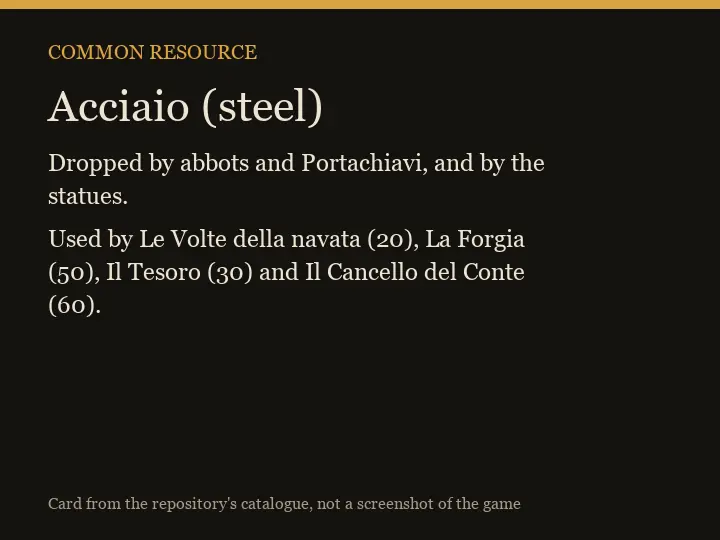 COMMON RESOURCE
Acciaio (steel)
Dropped by abbots and Portachiavi, and by the
statues.
Used by Le Volte della navata (20), La Forgia
(50), Il Tesoro (30) and Il Cancello del Conte
(60).
Card from the repository's catalogue, not a screenshot of the game